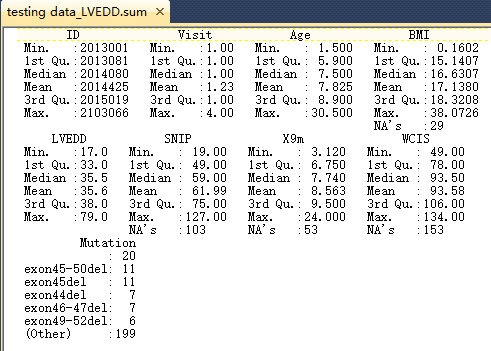 testing data_LVEDD.sum ×
ID Visit Age BMI
Min. :2013001 Min. :1.00 Min. : 1.500 Min. : 0.1602
1st Qu.:2013081 1st Qu.:1.00 1st Qu.: 5.900 1st Qu.:15.1407
Median :2014080 Median :1.00 Median : 7.500 Median :16.6307
Mean :2014425 Mean :1.23 Mean : 7.825 Mean :17.1380
3rd Qu.:2015019 3rd Qu.:1.00 3rd Qu.: 8.900 3rd Qu.:18.3208
Max. :2103066 Max. :4.00 Max. :30.500 Max. :38.0726
NA's :29
LVEDD SNIP X9m WCIS
Min. :17.0 Min. : 19.00 Min. : 3.120 Min. : 49.00
1st Qu.:33.0 1st Qu.: 49.00 1st Qu.: 6.750 1st Qu.: 78.00
Median :35.5 Median : 59.00 Median : 7.740 Median : 93.50
Mean :35.6 Mean : 61.99 Mean : 8.563 Mean : 93.58
3rd Qu.:38.0 3rd Qu.: 75.00 3rd Qu.: 9.500 3rd Qu.:106.00
Max. :79.0 Max. :127.00 Max. :24.000 Max. :134.00
NA's :103 NA's :53 NA's :153
Mutation
: 20
exon45-50del: 11
exon45del : 11
exon44del : 7
exon46-47del: 7
exon49-52del: 6
(Other) :199